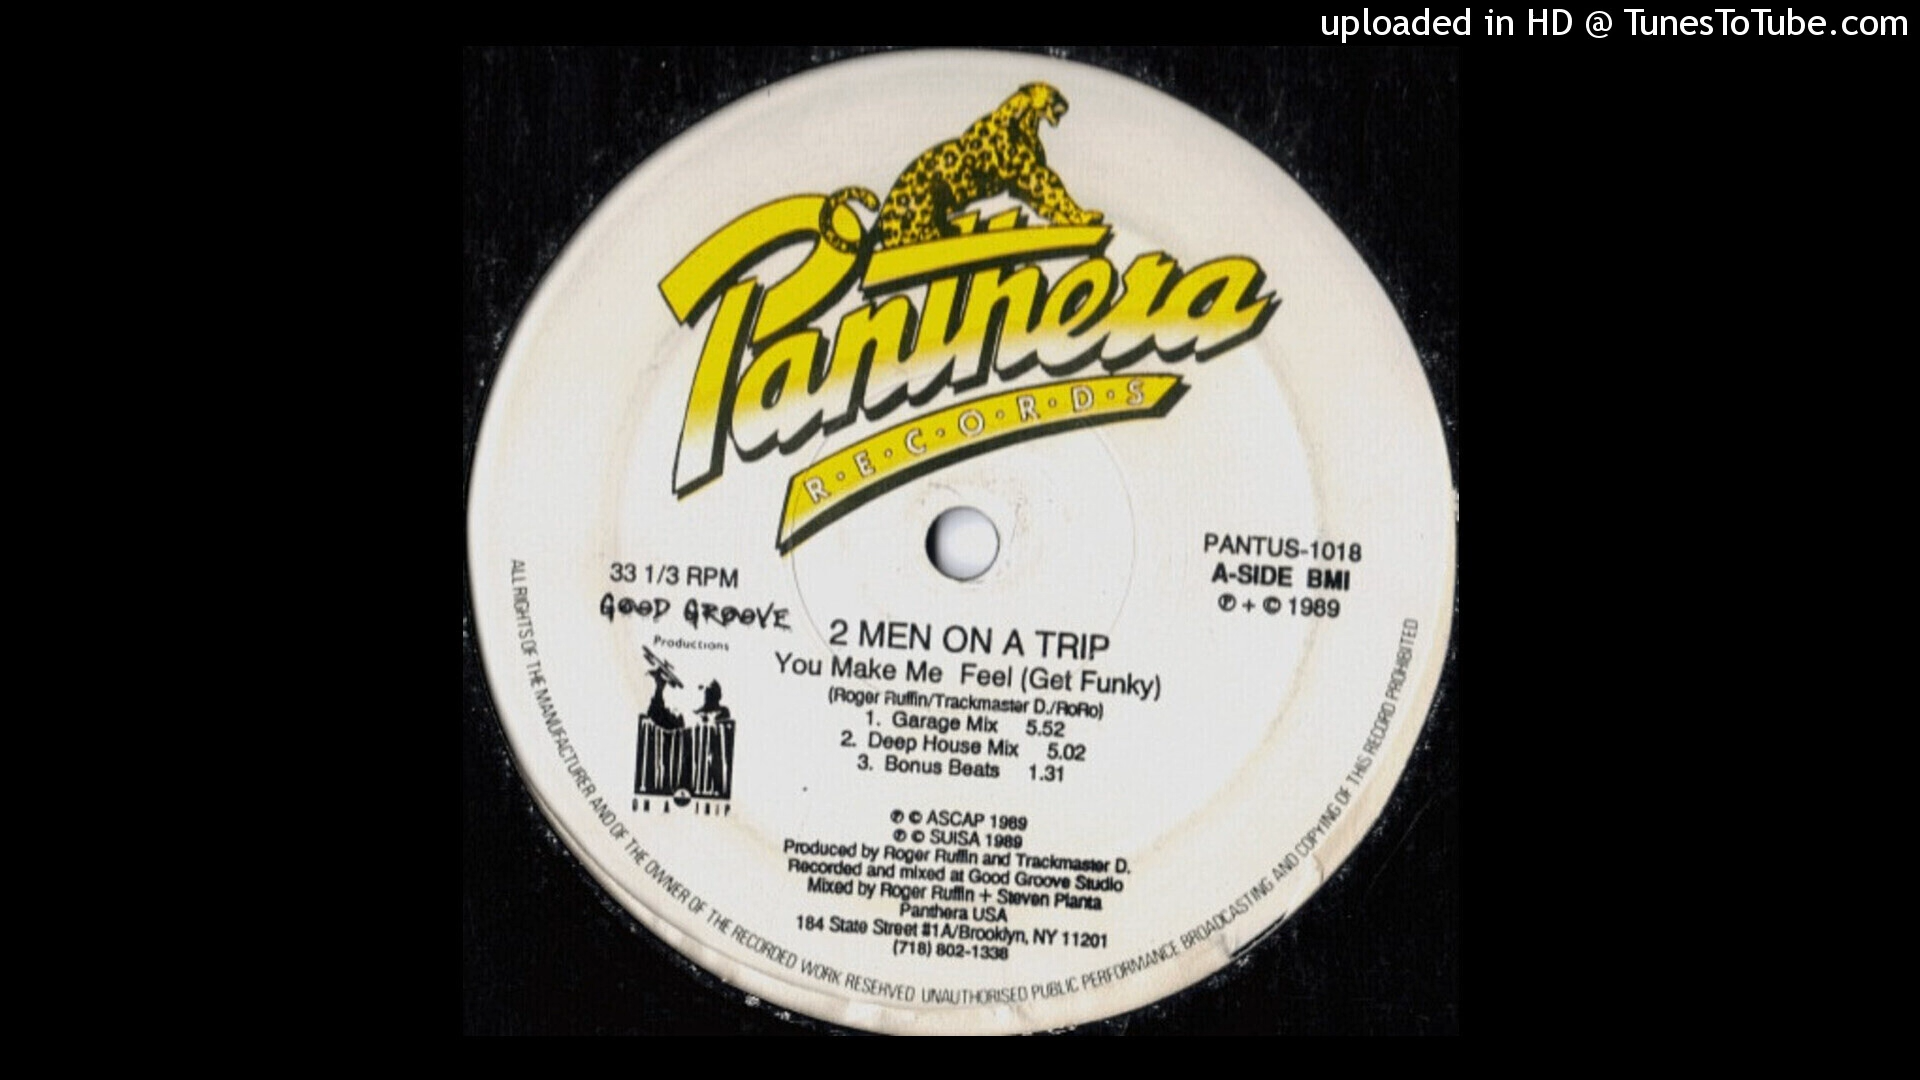 uploaded in HD @ TunesToTube.com
Panthera
R·E·C·O·R·D·S
PANTUS-1018
A-SIDE BMI
℗ + © 1989
33 1/3 RPM
GOOD GROOVE
Productions
ON A TRIP
2 MEN ON A TRIP
You Make Me Feel (Get Funky)
(Roger Ruffin/Trackmaster D./RoRo)
1. Garage Mix 5.52
2. Deep House Mix 5.02
3. Bonus Beats 1.31
℗ © ASCAP 1989
℗ © SUISA 1989
Produced by Roger Ruffin and Trackmaster D.
Recorded and mixed at Good Groove Studio
Mixed by Roger Ruffin + Steven Planta
Panthera USA
184 State Street #1A/Brooklyn, NY 11201
(718) 802-1338
ALL RIGHTS OF THE MANUFACTURER AND OF THE OWNER OF THE RECORDED WORK RESERVED UNAUTHORISED PUBLIC PERFORMANCE BROADCASTING AND COPYING OF THIS RECORD PROHIBITED